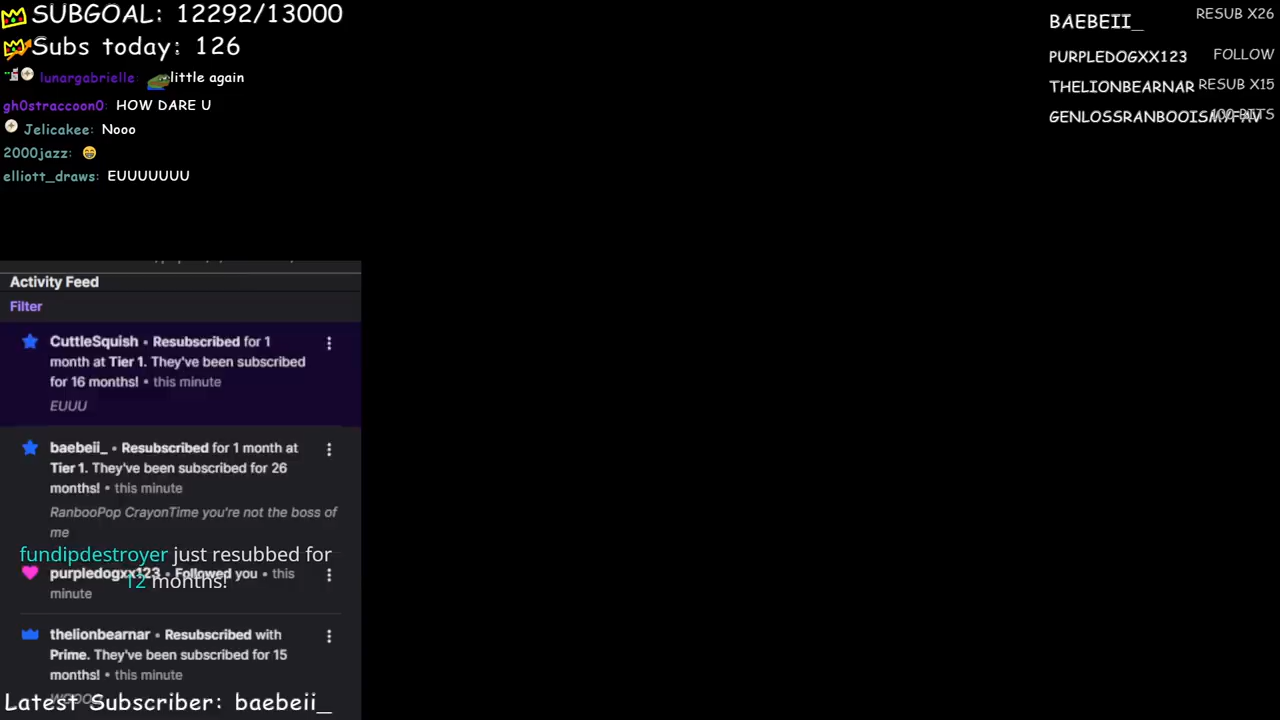 SUBGOAL: 12292/13000
Subs today: 126
lunargabrielle: little again
gh0straccoon0: HOW DARE U
Jelicakee: Nooo
2000jazz: 😁
elliott_draws: EUUUUUUU
BAEBEII_ RESUB X26
PURPLEDOGXX123 FOLLOW
THELIONBEARNAR RESUB X15
GENLOSSRANBOOISMYFAV 100 BITS
Activity Feed
Filter
CuttleSquish • Resubscribed for 1
month at Tier 1. They've been subscribed
for 16 months! • this minute
EUUU
baebeii_ • Resubscribed for 1 month at
Tier 1. They've been subscribed for 26
months! • this minute
RanbooPop CrayonTime you're not the boss of
me
fundipdestroyer just resubbed for
12 months!
purpledogxx123 • Followed you • this
minute
thelionbearnar • Resubscribed with
Prime. They've been subscribed for 15
months! • this minute
Latest Subscriber: baebeii_